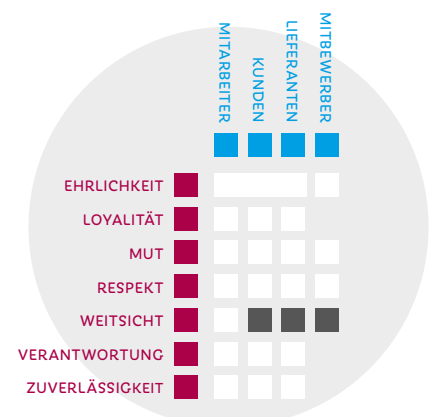 MITARBEITER
KUNDEN
LIEFERANTEN
MITBEWERBER
EHRLICHKEIT
LOYALITÄT
MUT
RESPEKT
WEITSICHT
VERANTWORTUNG
ZUVERLÄSSIGKEIT